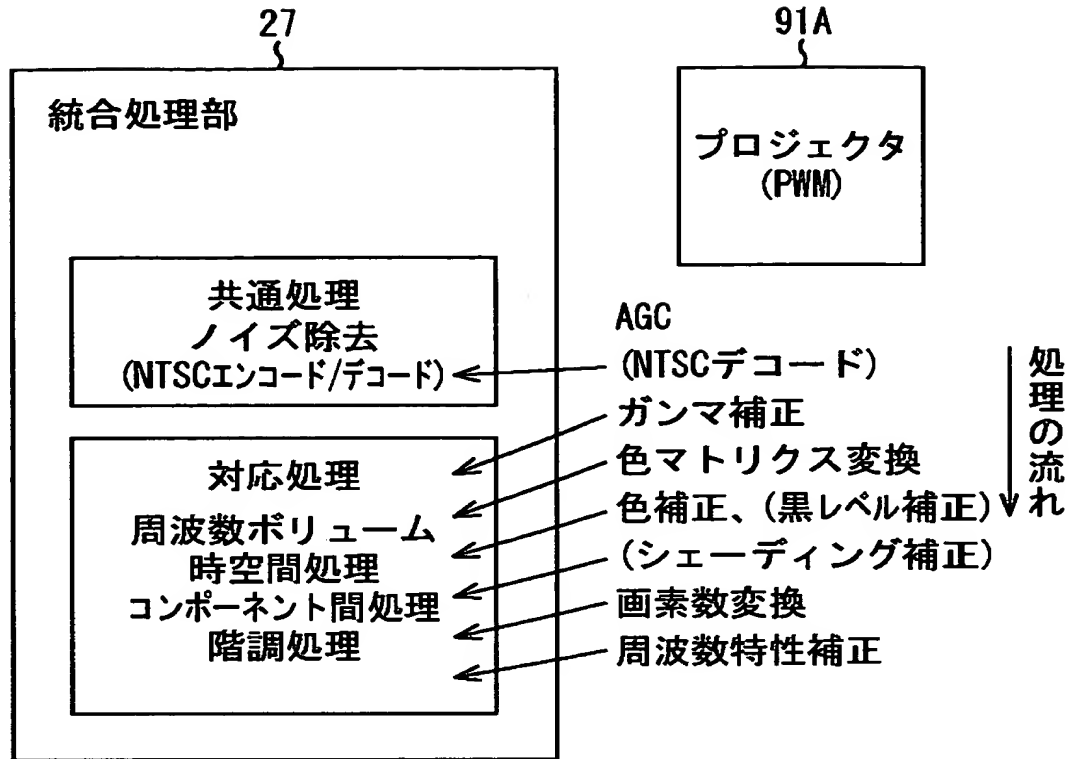 27
統合処理部
共通処理
ノイズ除去
(NTSCエンコード/デコード)
対応処理
周波数ボリューム
時空間処理
コンポーネント間処理
階調処理
91A
プロジェクタ
(PWM)
AGC
(NTSCデコード)
ガンマ補正
色マトリクス変換
色補正、(黒レベル補正)
(シェーディング補正)
画素数変換
周波数特性補正
処理の流れ